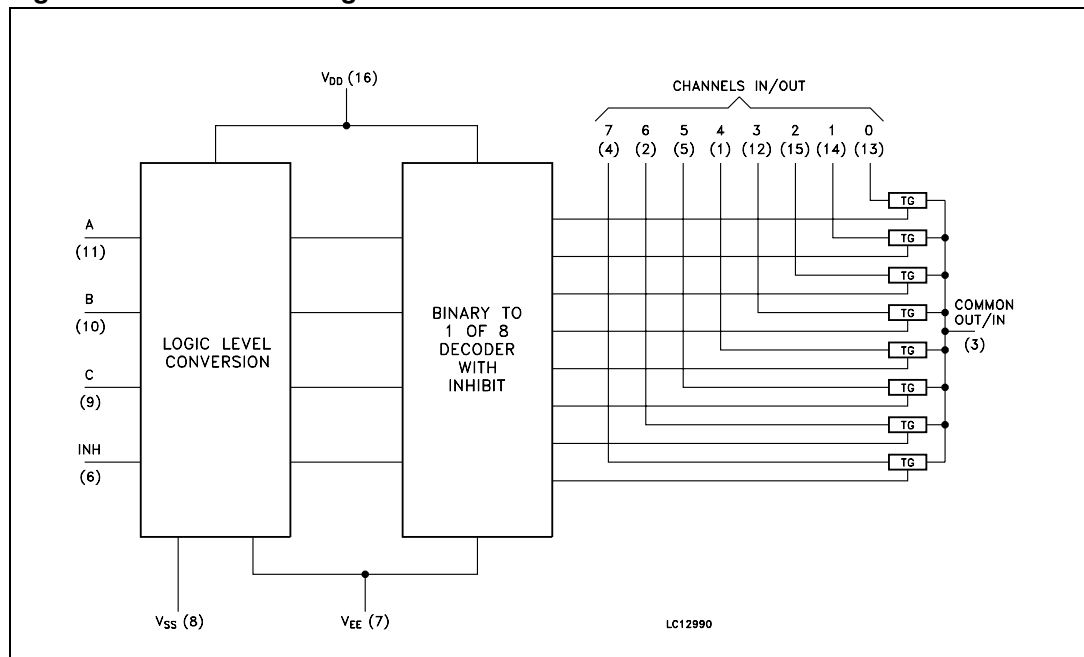 V_DD (16)
CHANNELS IN/OUT
7 6 5 4 3 2 1 0
(4) (2) (5) (1) (12) (15) (14) (13)
TG
A
(11)
TG
TG
B
(10)
LOGIC LEVEL
CONVERSION
BINARY TO
1 OF 8
DECODER
WITH
INHIBIT
TG
COMMON
OUT/IN
(3)
TG
C
(9)
TG
TG
INH
(6)
TG
V_SS (8)
V_EE (7)
LC12990